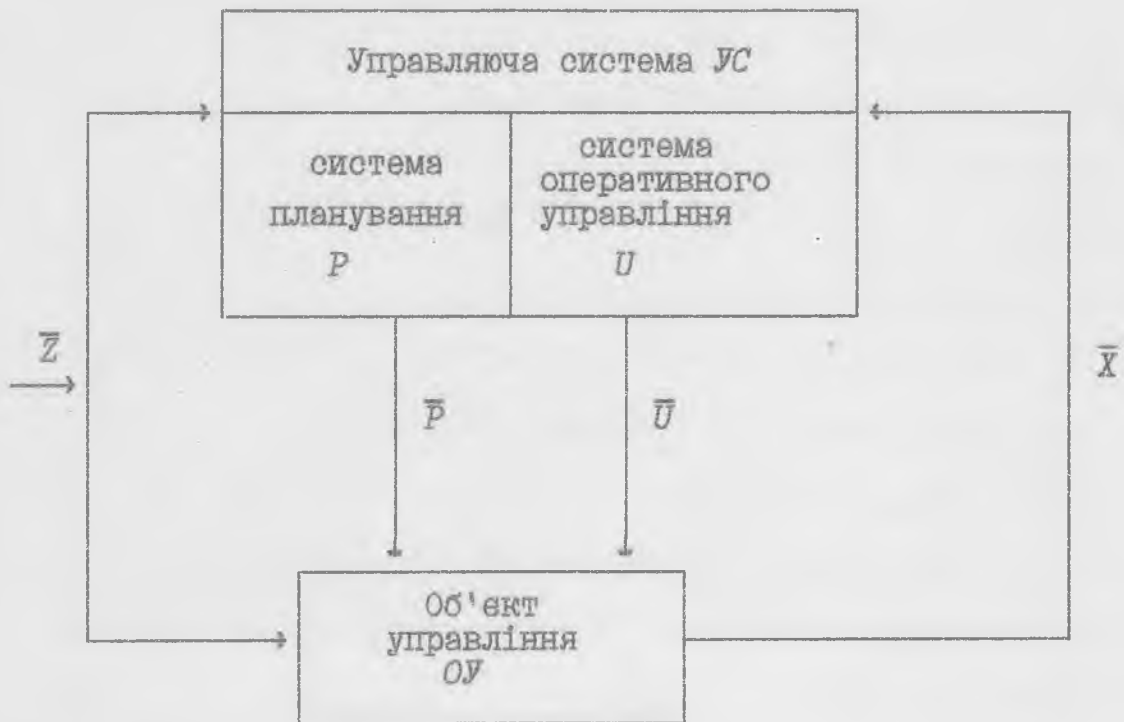 Управляюча система УС
система
планування
P
система
оперативного
управління
U
Z̅
P̅
U̅
X̅
Об'єкт
управління
ОУ